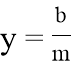 y = b/m